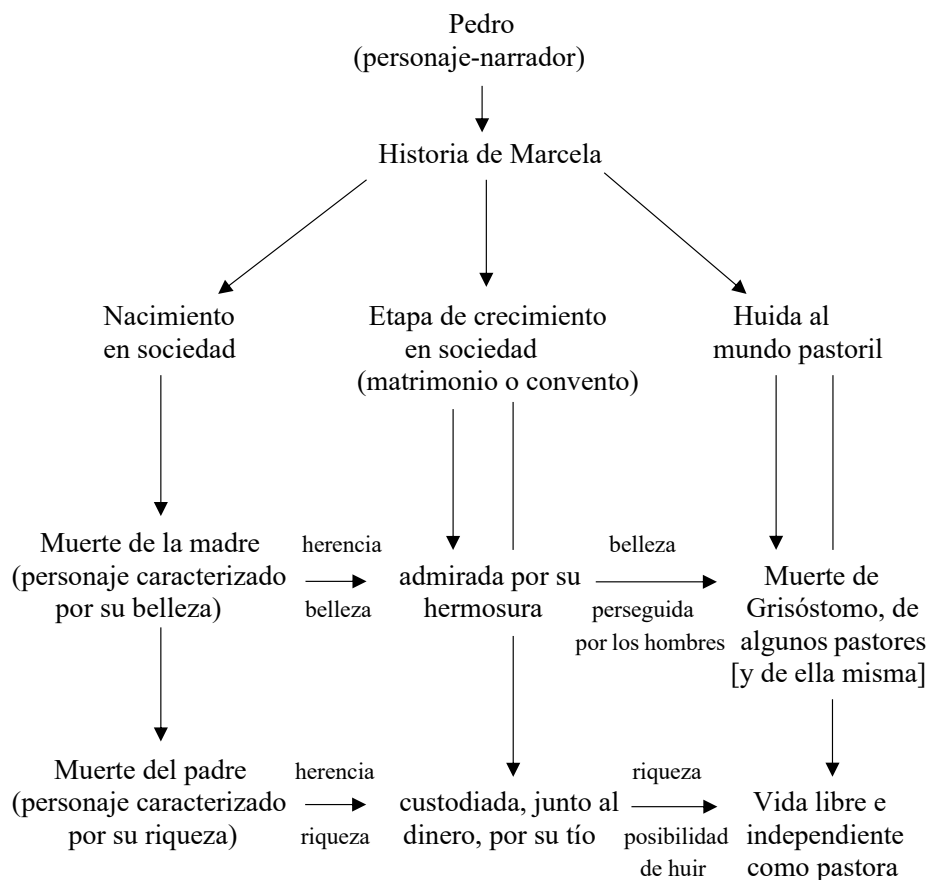 Pedro
(personaje-narrador)
Historia de Marcela
Nacimiento
en sociedad
Etapa de crecimiento
en sociedad
(matrimonio o convento)
Huida al
mundo pastoril
Muerte de la madre
(personaje caracterizado
por su belleza)
herencia
belleza
admirada por su
hermosura
belleza
perseguida
por los hombres
Muerte de
Grisóstomo, de
algunos pastores
[y de ella misma]
Muerte del padre
(personaje caracterizado
por su riqueza)
herencia
riqueza
custodiada, junto al
dinero, por su tío
riqueza
posibilidad
de huir
Vida libre e
independiente
como pastora